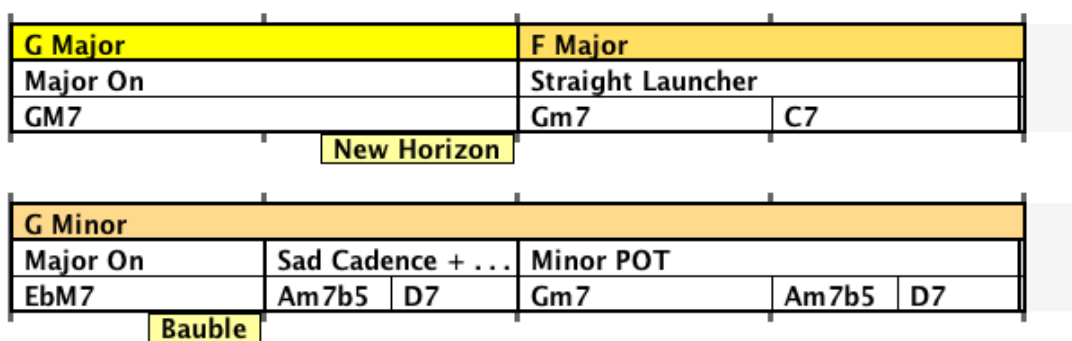 G Major F Major
Major On Straight Launcher
GM7 Gm7 C7
New Horizon
G Minor
Major On Sad Cadence + ... Minor POT
EbM7 Am7b5 D7 Gm7 Am7b5 D7
Bauble